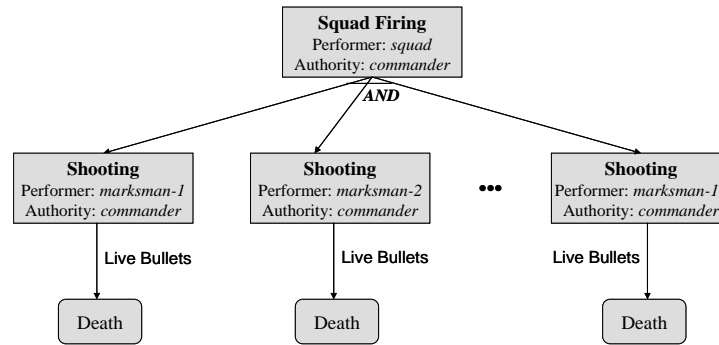 Squad Firing
Performer: squad
Authority: commander
AND
Shooting
Performer: marksman-1
Authority: commander
Shooting
Performer: marksman-2
Authority: commander
•••
Shooting
Performer: marksman-1
Authority: commander
Live Bullets
Live Bullets
Live Bullets
Death
Death
Death